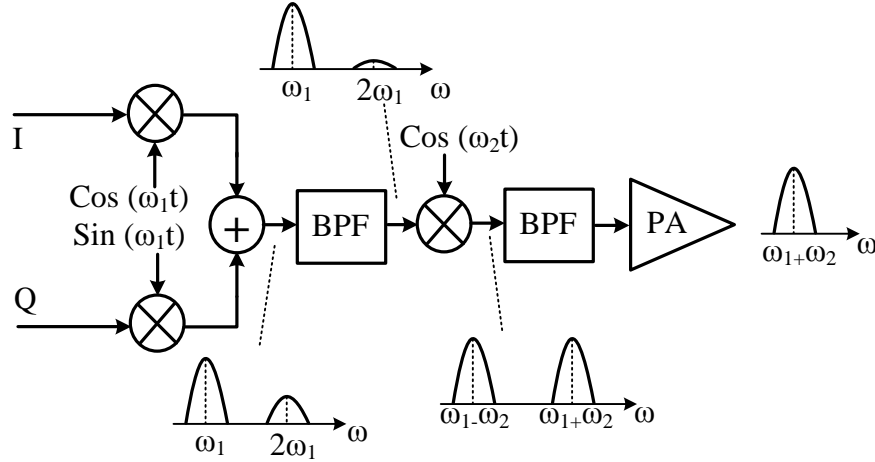 ω₁ 2ω₁ ω
I
Cos (ω₂t)
Cos (ω₁t)
Sin (ω₁t)
+
BPF
BPF
PA
ω₁₊ω₂ ω
Q
ω₁ 2ω₁ ω
ω₁₋ω₂ ω₁₊ω₂ ω